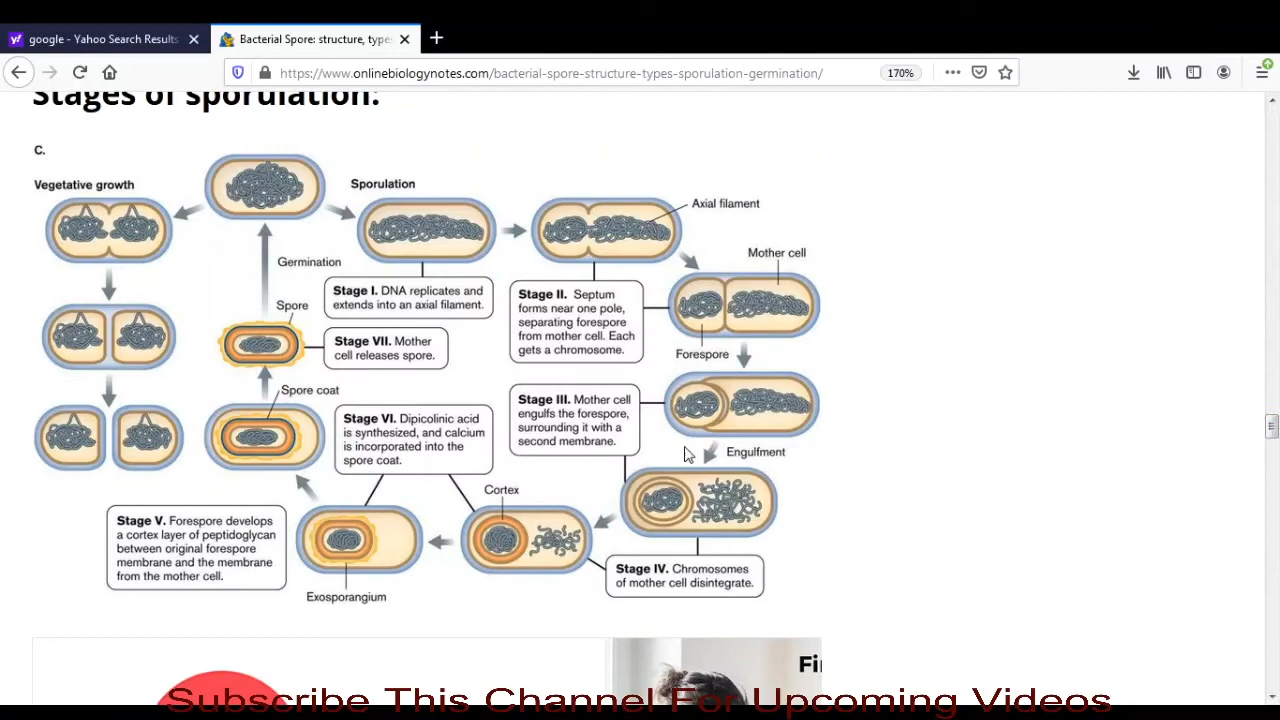 google - Yahoo Search Results
Bacterial Spore: structure, type
https://www.onlinebiologynotes.com/bacterial-spore-structure-types-sporulation-germination/
170%
Stages of sporulation:
C.
Vegetative growth
Sporulation
Axial filament
Mother cell
Germination
Stage I. DNA replicates and
extends into an axial filament.
Stage II. Septum
forms near one pole,
separating forespore
from mother cell. Each
gets a chromosome.
Spore
Stage VII. Mother
cell releases spore.
Forespore
Spore coat
Stage III. Mother cell
engulfs the forespore,
surrounding it with a
second membrane.
Stage VI. Dipicolinic acid
is synthesized, and calcium
is incorporated into the
spore coat.
Engulfment
Cortex
Stage V. Forespore develops
a cortex layer of peptidoglycan
between original forespore
membrane and the membrane
from the mother cell.
Stage IV. Chromosomes
of mother cell disintegrate.
Exosporangium
Fi
Subscribe This Channel For Upcoming Videos